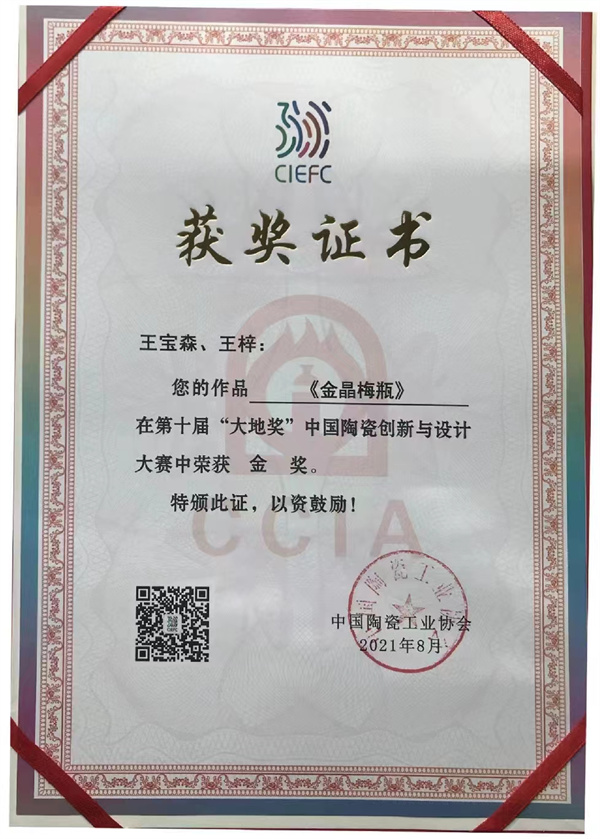 CIEFC
获奖证书
王宝森、王梓：
您的作品 《金晶梅瓶》
在第十届“大地奖”中国陶瓷创新与设计
大赛中荣获 金 奖。
特颁此证，以资鼓励！
CCIA
中国陶瓷工业协会
2021年8月